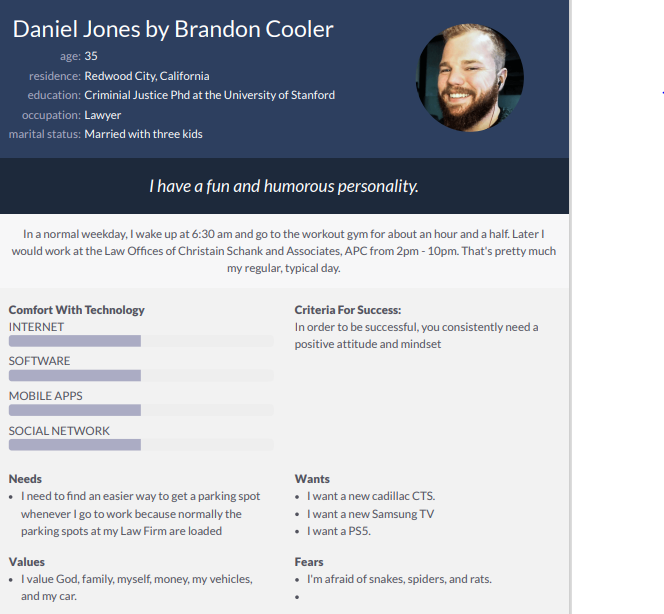 Daniel Jones by Brandon Cooler
age: 35
residence: Redwood City, California
education: Criminial Justice Phd at the University of Stanford
occupation: Lawyer
marital status: Married with three kids
I have a fun and humorous personality.
In a normal weekday, I wake up at 6:30 am and go to the workout gym for about an hour and a half. Later I
would work at the Law Offices of Christain Schank and Associates, APC from 2pm - 10pm. That's pretty much
my regular, typical day.
Comfort With Technology
INTERNET
SOFTWARE
MOBILE APPS
SOCIAL NETWORK
Criteria For Success:
In order to be successful, you consistently need a
positive attitude and mindset
Needs
• I need to find an easier way to get a parking spot
whenever I go to work because normally the
parking spots at my Law Firm are loaded
Wants
• I want a new cadillac CTS.
• I want a new Samsung TV
• I want a PS5.
Values
• I value God, family, myself, money, my vehicles,
and my car.
Fears
• I'm afraid of snakes, spiders, and rats.
•